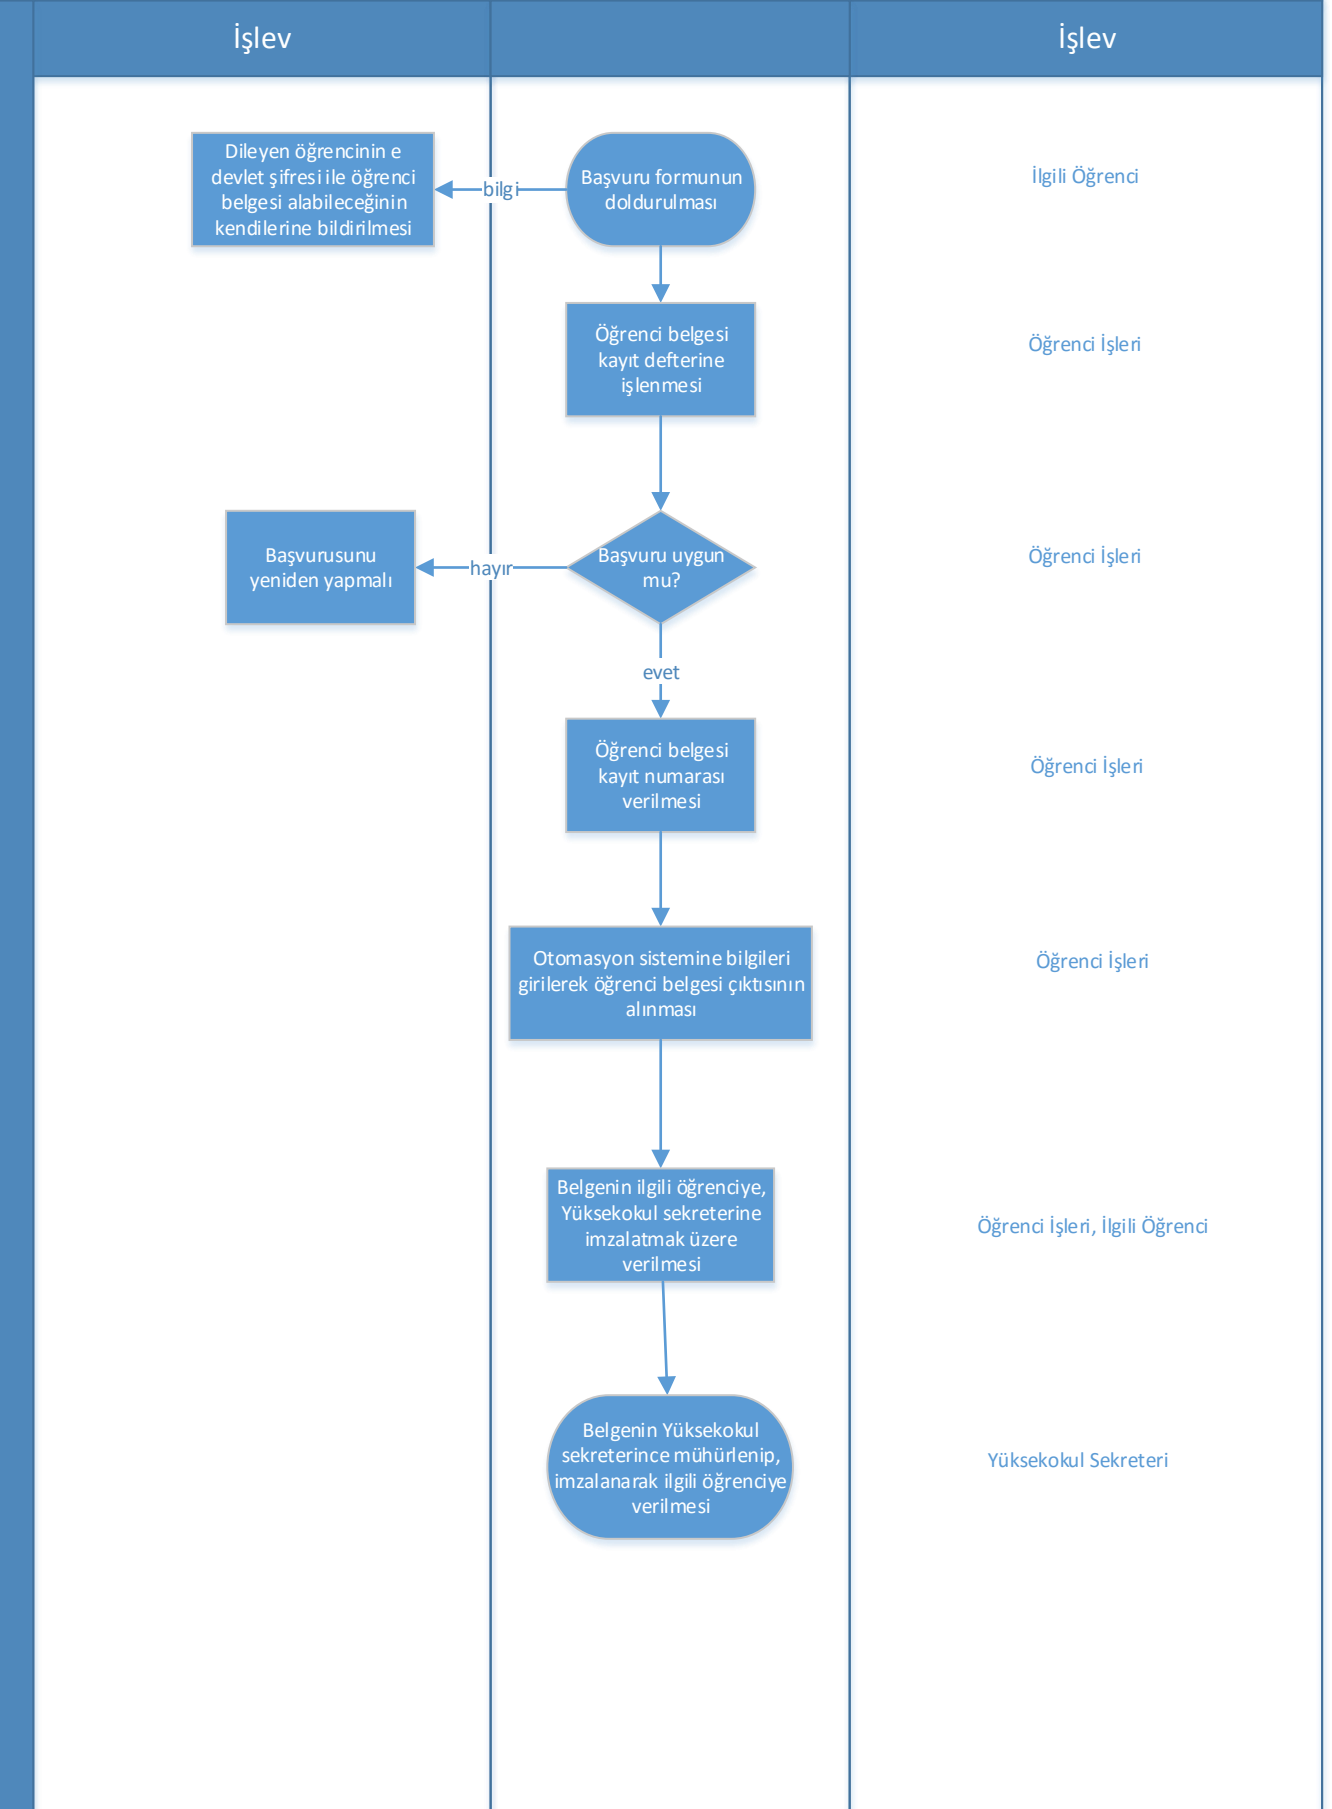 İşlev
İşlev
Dileyen öğrencinin e
devlet şifresi ile öğrenci
belgesi alabileceğinin
kendilerine bildirilmesi
bilgi
Başvuru formunun
doldurulması
İlgili Öğrenci
Öğrenci belgesi
kayıt defterine
işlenmesi
Öğrenci İşleri
Başvurusunu
yeniden yapmalı
hayır
Başvuru uygun
mu?
Öğrenci İşleri
evet
Öğrenci belgesi
kayıt numarası
verilmesi
Öğrenci İşleri
Otomasyon sistemine bilgileri
girilerek öğrenci belgesi çıktısının
alınması
Öğrenci İşleri
Belgenin ilgili öğrenciye,
Yüksekokul sekreterine
imzalatmak üzere
verilmesi
Öğrenci İşleri, İlgili Öğrenci
Belgenin Yüksekokul
sekreterince mühürlenip,
imzalanarak ilgili öğrenciye
verilmesi
Yüksekokul Sekreteri